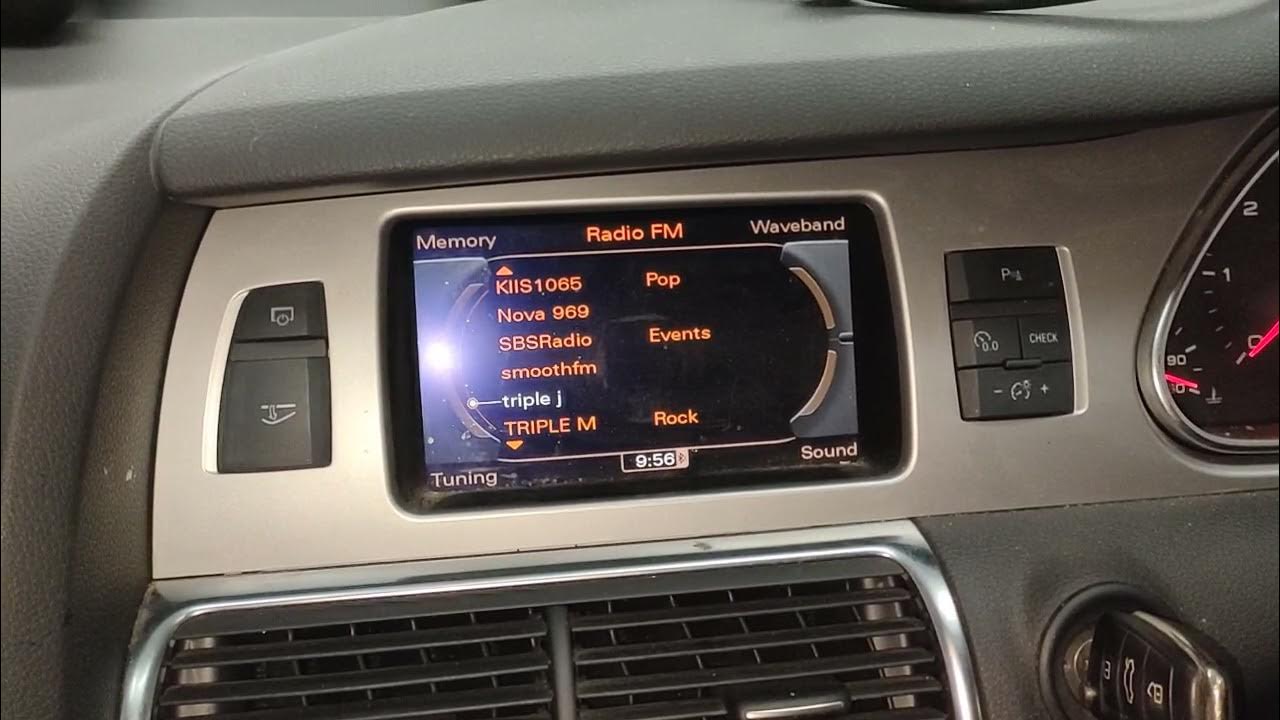 Memory Radio FM Waveband
KIIS1065 Pop
Nova 969
SBSRadio Events
smoothfm
triple j
TRIPLE M Rock
9:56
Tuning Sound
P
0.0 CHECK
- +
2
1
0
90